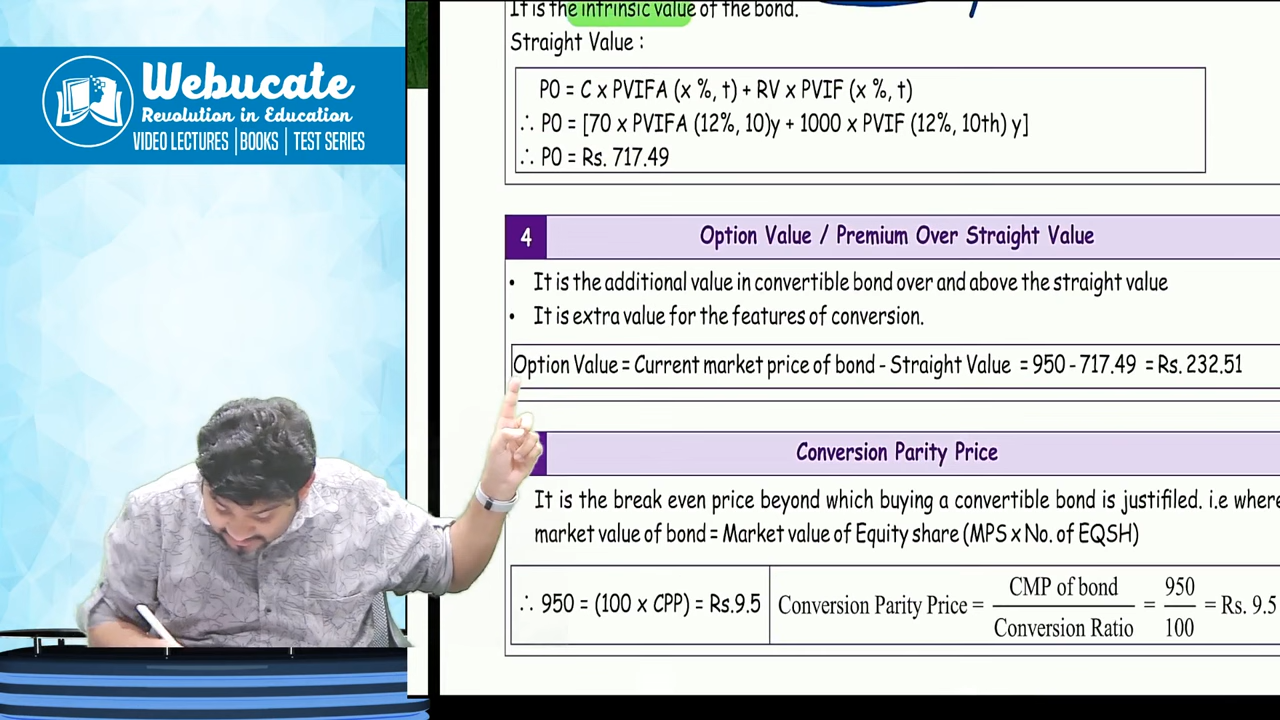 Webucate
Revolution in Education
VIDEO LECTURES | BOOKS | TEST SERIES
It is the intrinsic value of the bond.
Straight Value :
P0 = C x PVIFA (x %, t) + RV x PVIF (x %, t)
∴ P0 = [70 x PVIFA (12%, 10)y + 1000 x PVIF (12%, 10th) y]
∴ P0 = Rs. 717.49
4 Option Value / Premium Over Straight Value
• It is the additional value in convertible bond over and above the straight value
• It is extra value for the features of conversion.
Option Value = Current market price of bond - Straight Value = 950 - 717.49 = Rs. 232.51
Conversion Parity Price
It is the break even price beyond which buying a convertible bond is justifiled. i.e where
market value of bond = Market value of Equity share (MPS x No. of EQSH)
∴ 950 = (100 x CPP) = Rs.9.5
Conversion Parity Price = CMP of bond / Conversion Ratio = 950 / 100 = Rs. 9.5